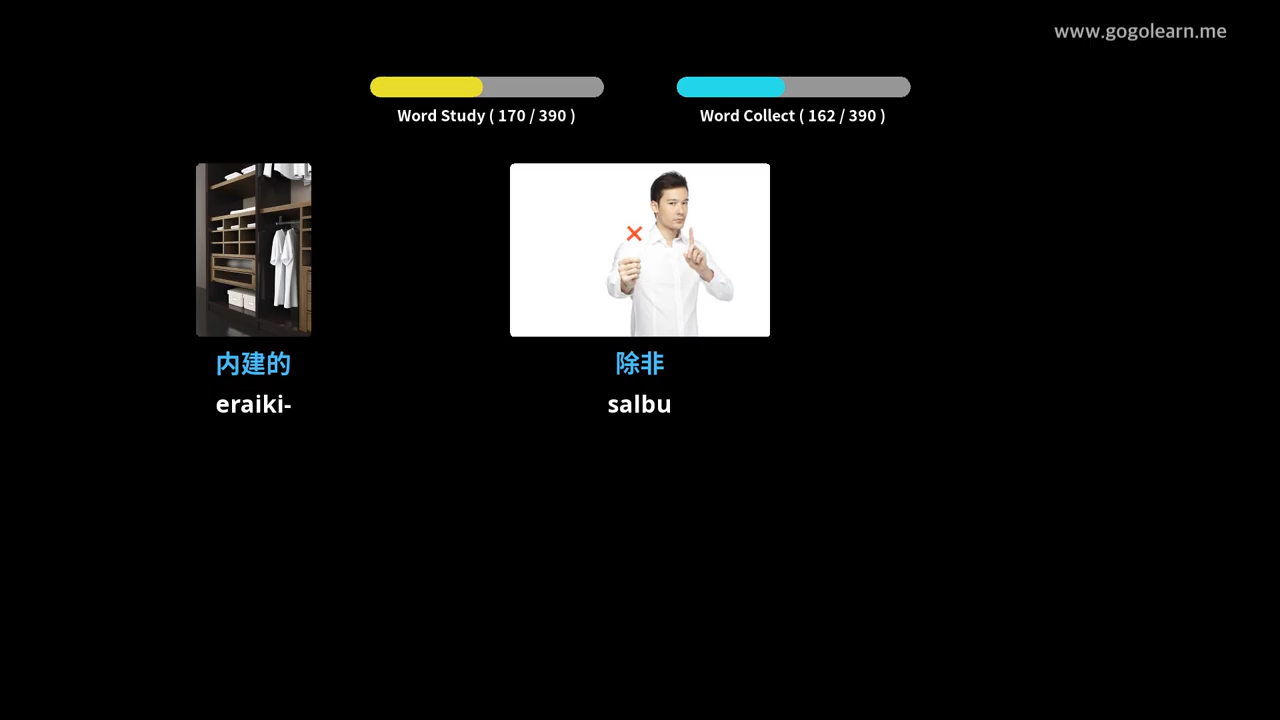 www.gogolearn.me
Word Study ( 170 / 390 )
Word Collect ( 162 / 390 )
内建的
eraiki-
除非
salbu